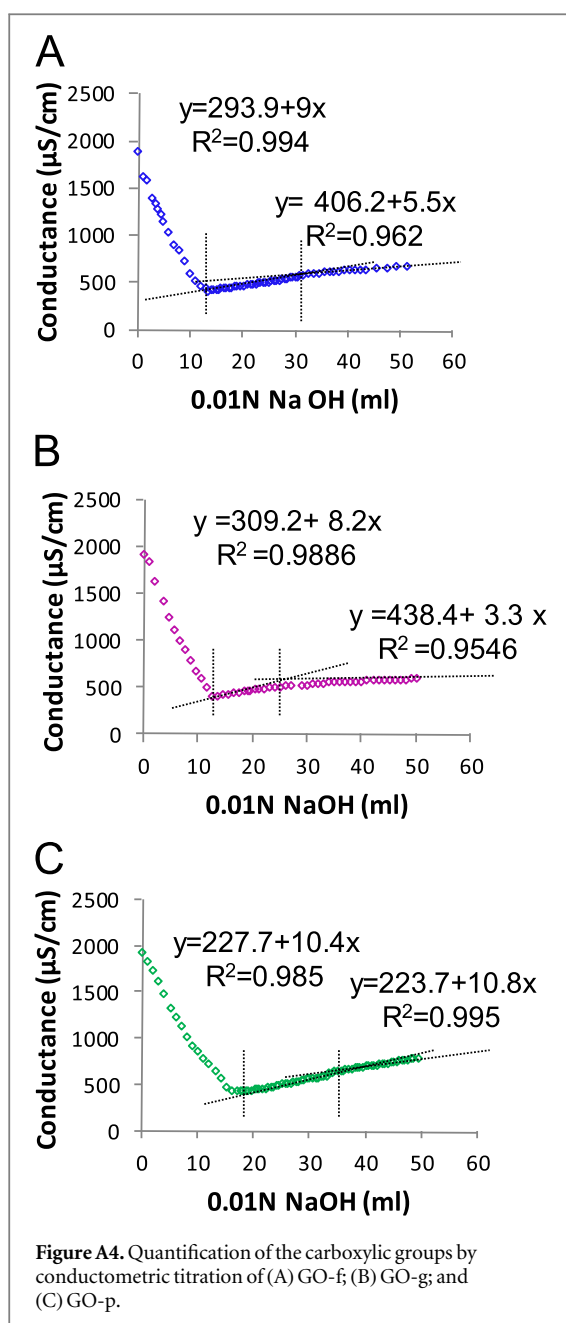 A
Conductance (µS/cm)
2500
2000
1500
1000
500
0
y=293.9+9x
R²=0.994
y= 406.2+5.5x
R²=0.962
0 10 20 30 40 50 60
0.01N Na OH (ml)
B
Conductance (µS/cm)
2500
2000
1500
1000
500
0
y =309.2+ 8.2x
R² =0.9886
y =438.4+ 3.3 x
R² =0.9546
0 10 20 30 40 50 60
0.01N NaOH (ml)
C
Conductance (µS/cm)
2500
2000
1500
1000
500
0
y=227.7+10.4x
R²=0.985
y=223.7+10.8x
R²=0.995
0 10 20 30 40 50 60
0.01N NaOH (ml)
Figure A4. Quantification of the carboxylic groups by
conductometric titration of (A) GO-f; (B) GO-g; and
(C) GO-p.